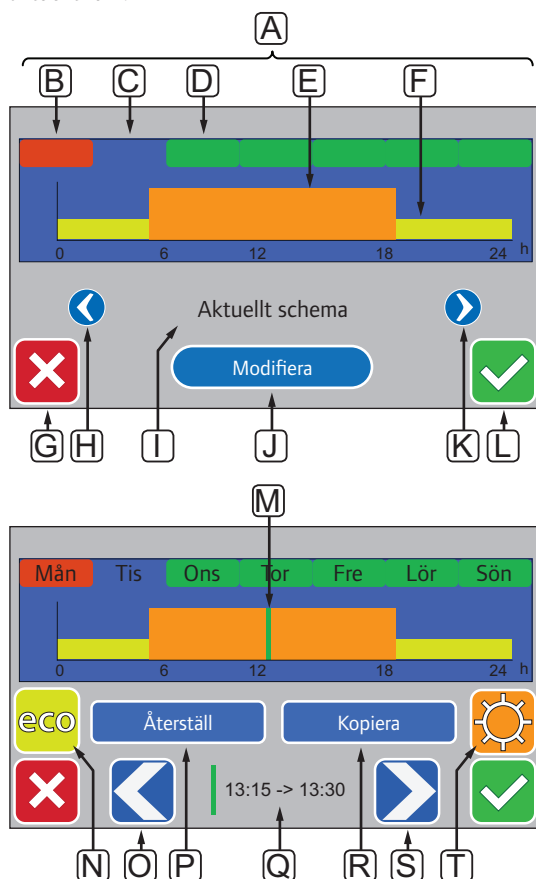 A
B C D E F
0 6 12 18 24 h
Aktuellt schema
Modifiera
G H I J K L
M
Mån Tis Ons Tor Fre Lör Sön
0 6 12 18 24 h
eco Återställ Kopiera
13:15 -> 13:30
N O P Q R S T